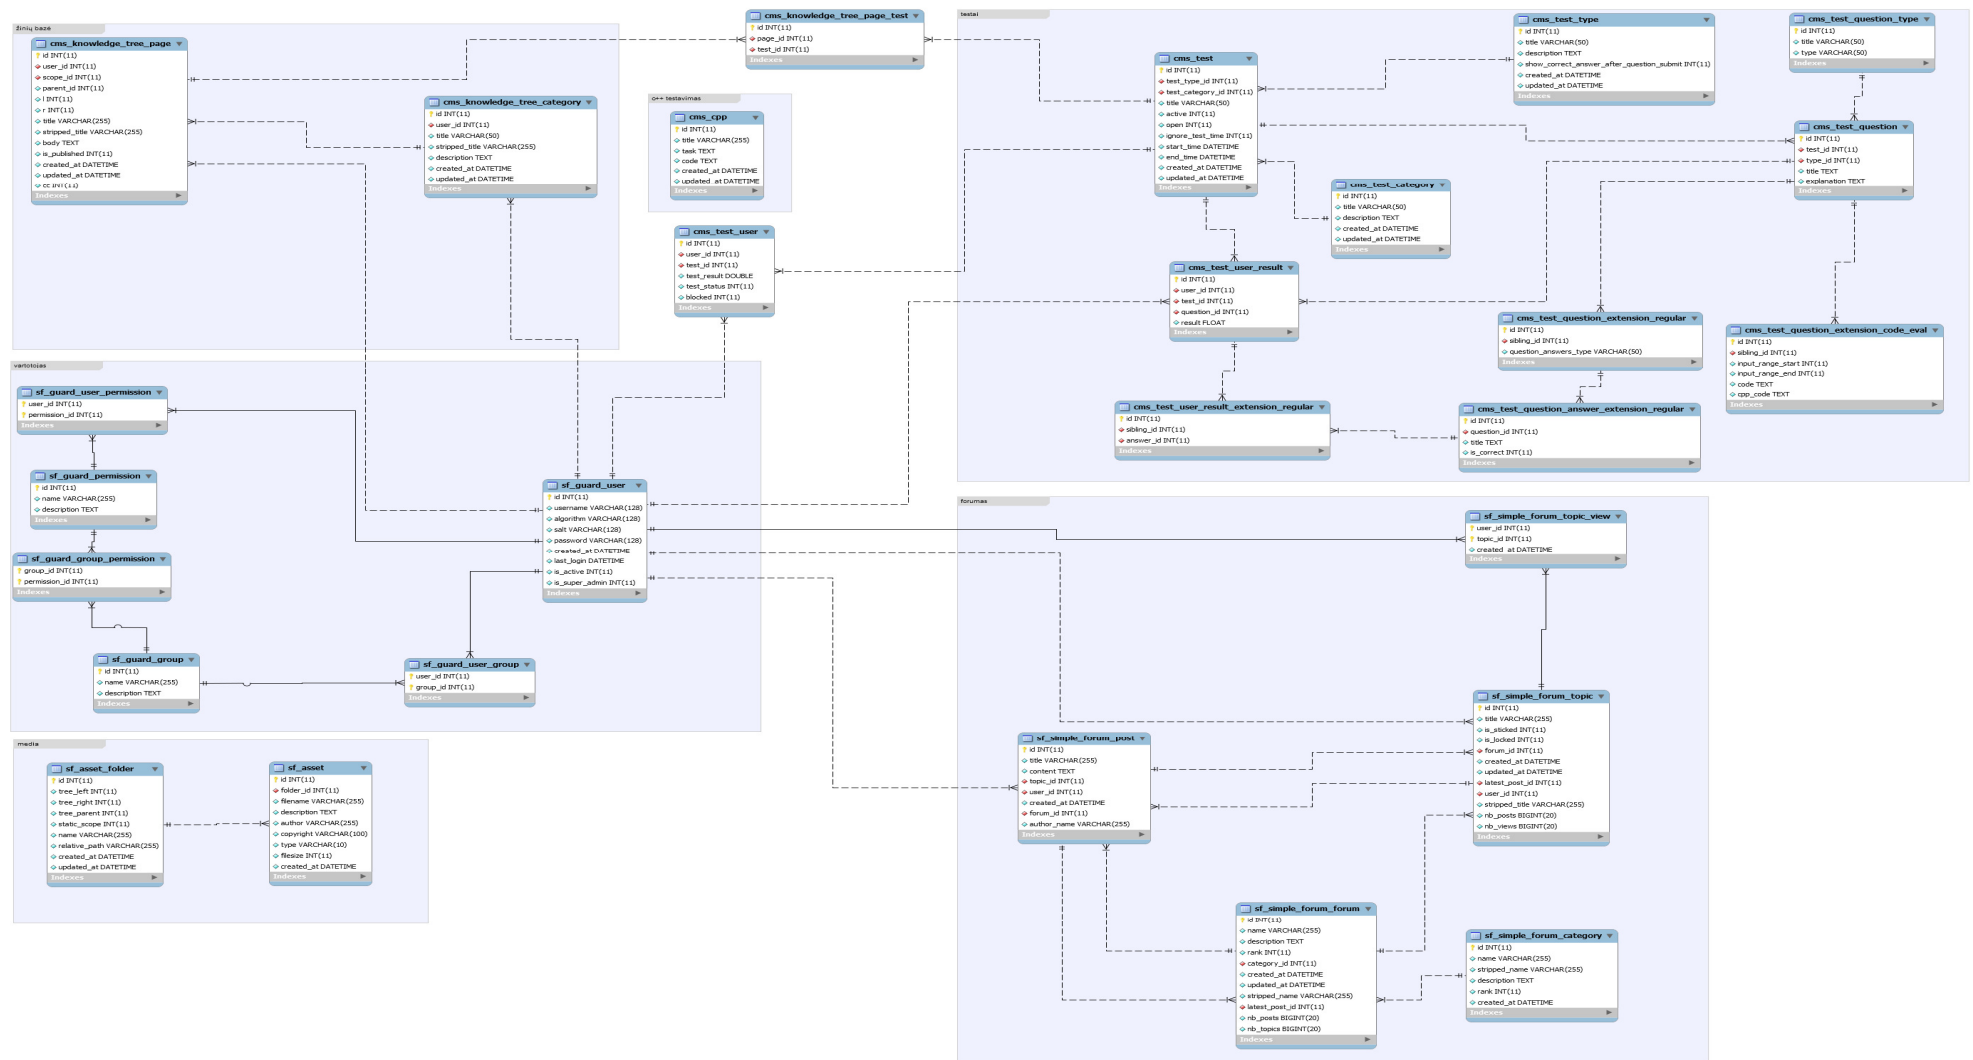 žinių bazė
cms_knowledge_tree_page
id INT(11)
user_id INT(11)
scope_id INT(11)
parent_id INT(11)
l INT(11)
r INT(11)
title VARCHAR(255)
stripped_title VARCHAR(255)
body TEXT
is_published INT(11)
created_at DATETIME
updated_at DATETIME
cc INT(11)
Indexes
cms_knowledge_tree_category
id INT(11)
user_id INT(11)
title VARCHAR(50)
stripped_title VARCHAR(255)
description TEXT
created_at DATETIME
updated_at DATETIME
Indexes
cms_knowledge_tree_page_test
id INT(11)
page_id INT(11)
test_id INT(11)
Indexes
c++ testavimas
cms_cpp
id INT(11)
title VARCHAR(255)
task TEXT
code TEXT
created_at DATETIME
updated_at DATETIME
Indexes
cms_test_user
id INT(11)
user_id INT(11)
test_id INT(11)
test_result DOUBLE
test_status INT(11)
blocked INT(11)
Indexes
testai
cms_test
id INT(11)
test_type_id INT(11)
test_category_id INT(11)
title VARCHAR(50)
active INT(11)
open INT(11)
ignore_test_time INT(11)
start_time DATETIME
end_time DATETIME
created_at DATETIME
updated_at DATETIME
Indexes
cms_test_type
id INT(11)
title VARCHAR(50)
description TEXT
show_correct_answer_after_question_submit INT(11)
created_at DATETIME
updated_at DATETIME
Indexes
cms_test_question_type
id INT(11)
title VARCHAR(50)
type VARCHAR(50)
Indexes
cms_test_question
id INT(11)
test_id INT(11)
type_id INT(11)
title TEXT
explanation TEXT
Indexes
cms_test_category
id INT(11)
title VARCHAR(50)
description TEXT
created_at DATETIME
updated_at DATETIME
Indexes
cms_test_user_result
id INT(11)
user_id INT(11)
test_id INT(11)
question_id INT(11)
result FLOAT
Indexes
cms_test_question_extension_regular
id INT(11)
sibling_id INT(11)
question_answers_type VARCHAR(50)
Indexes
cms_test_question_extension_code_eval
id INT(11)
sibling_id INT(11)
input_range_start INT(11)
input_range_end INT(11)
code TEXT
cpp_code TEXT
Indexes
cms_test_user_result_extension_regular
id INT(11)
sibling_id INT(11)
answer_id INT(11)
Indexes
cms_test_question_answer_extension_regular
id INT(11)
question_id INT(11)
title TEXT
is_correct INT(11)
Indexes
vartotojas
sf_guard_user_permission
user_id INT(11)
permission_id INT(11)
Indexes
sf_guard_permission
id INT(11)
name VARCHAR(255)
description TEXT
Indexes
sf_guard_group_permission
group_id INT(11)
permission_id INT(11)
Indexes
sf_guard_group
id INT(11)
name VARCHAR(255)
description TEXT
Indexes
sf_guard_user_group
user_id INT(11)
group_id INT(11)
Indexes
sf_guard_user
id INT(11)
username VARCHAR(128)
algorithm VARCHAR(128)
salt VARCHAR(128)
password VARCHAR(128)
created_at DATETIME
last_login DATETIME
is_active INT(11)
is_super_admin INT(11)
Indexes
media
sf_asset_folder
id INT(11)
tree_left INT(11)
tree_right INT(11)
tree_parent INT(11)
static_scope INT(11)
name VARCHAR(255)
relative_path VARCHAR(255)
created_at DATETIME
updated_at DATETIME
Indexes
sf_asset
id INT(11)
folder_id INT(11)
filename VARCHAR(255)
description TEXT
author VARCHAR(255)
copyright VARCHAR(100)
type VARCHAR(10)
filesize INT(11)
created_at DATETIME
Indexes
forumas
sf_simple_forum_topic_view
user_id INT(11)
topic_id INT(11)
created_at DATETIME
Indexes
sf_simple_forum_topic
id INT(11)
title VARCHAR(255)
is_sticked INT(11)
is_locked INT(11)
forum_id INT(11)
created_at DATETIME
updated_at DATETIME
latest_post_id INT(11)
user_id INT(11)
stripped_title VARCHAR(255)
nb_posts BIGINT(20)
nb_views BIGINT(20)
Indexes
sf_simple_forum_post
id INT(11)
title VARCHAR(255)
content TEXT
topic_id INT(11)
user_id INT(11)
created_at DATETIME
forum_id INT(11)
author_name VARCHAR(255)
Indexes
sf_simple_forum_forum
id INT(11)
name VARCHAR(255)
description TEXT
rank INT(11)
category_id INT(11)
created_at DATETIME
updated_at DATETIME
stripped_name VARCHAR(255)
latest_post_id INT(11)
nb_posts BIGINT(20)
nb_topics BIGINT(20)
Indexes
sf_simple_forum_category
id INT(11)
name VARCHAR(255)
stripped_name VARCHAR(255)
description TEXT
rank INT(11)
created_at DATETIME
Indexes